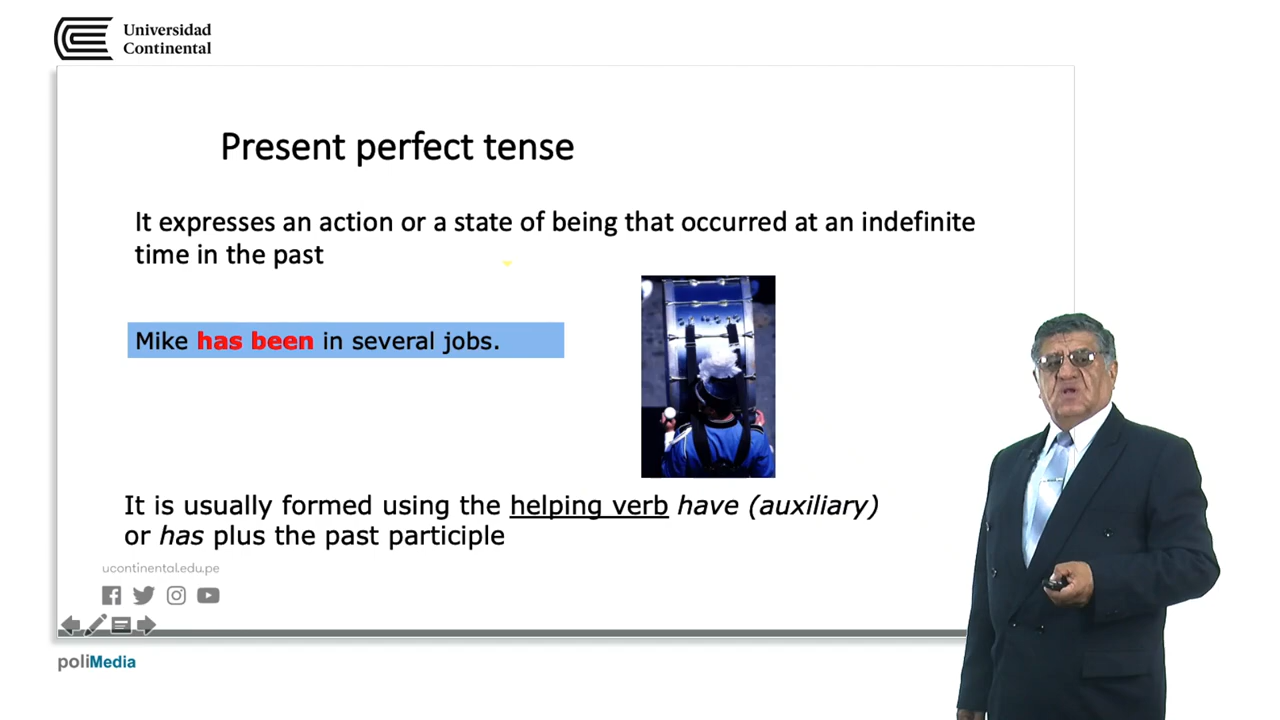 Universidad
Continental
Present perfect tense
It expresses an action or a state of being that occurred at an indefinite
time in the past
Mike has been in several jobs.
It is usually formed using the helping verb have (auxiliary)
or has plus the past participle
ucontinental.edu.pe
poliMedia